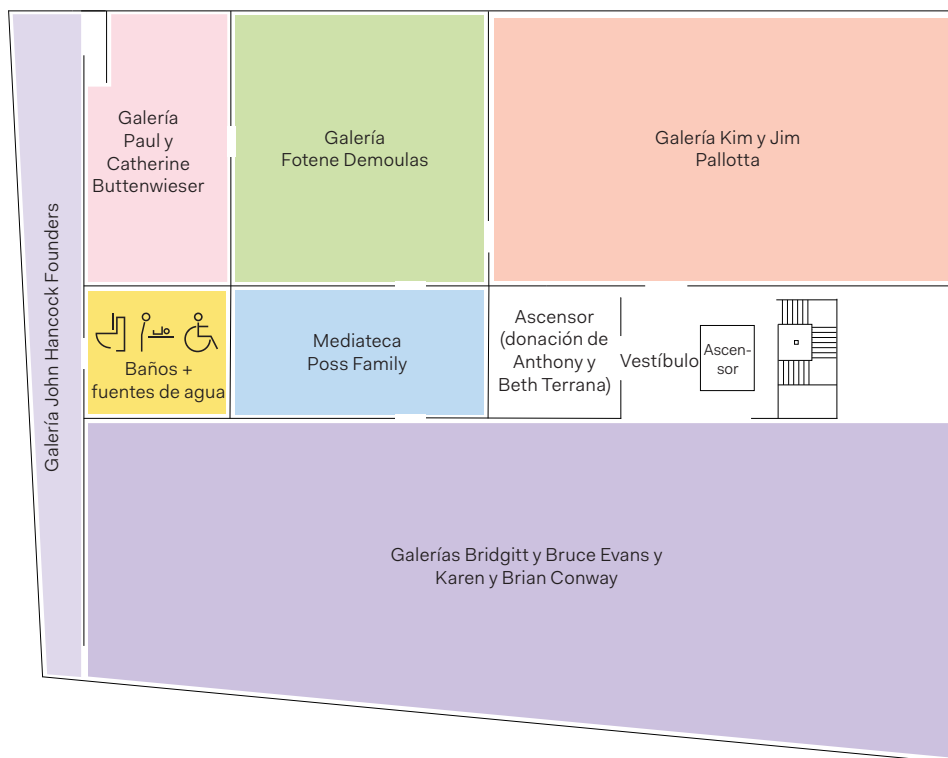 Galería
Paul y
Catherine
Buttenwieser
Galería
Fotene Demoulas
Galería Kim y Jim
Pallotta
Galería John Hancock Founders
Baños +
fuentes de agua
Mediateca
Poss Family
Ascensor
(donación de
Anthony y
Beth Terrana)
Vestíbulo
Ascen-
sor
Galerías Bridgitt y Bruce Evans y
Karen y Brian Conway